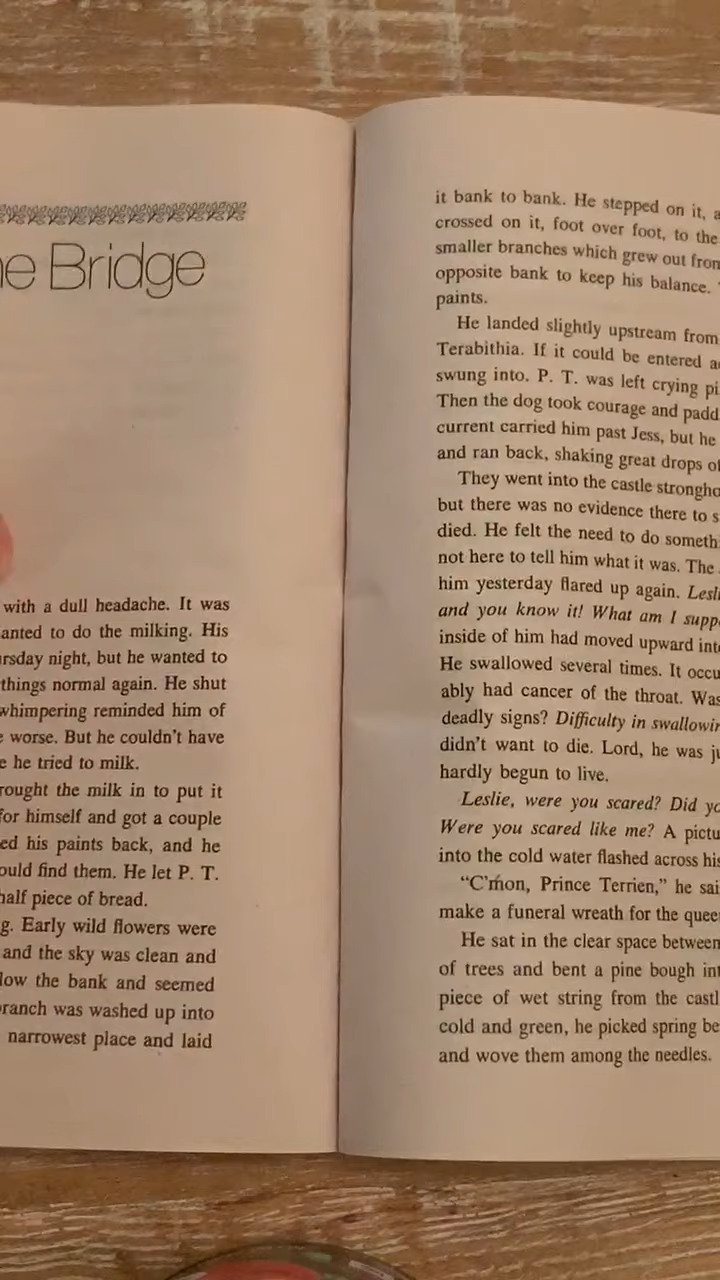 he Bridge
with a dull headache. It was
anted to do the milking. His
rsday night, but he wanted to
things normal again. He shut
whimpering reminded him of
e worse. But he couldn't have
e he tried to milk.
rought the milk in to put it
for himself and got a couple
ed his paints back, and he
ould find them. He let P. T.
half piece of bread.
g. Early wild flowers were
and the sky was clean and
low the bank and seemed
ranch was washed up into
narrowest place and laid
it bank to bank. He stepped on it, a
crossed on it, foot over foot, to the
smaller branches which grew out from
opposite bank to keep his balance.
paints.
He landed slightly upstream from
Terabithia. If it could be entered a
swung into. P. T. was left crying pi
Then the dog took courage and padd
current carried him past Jess, but he
and ran back, shaking great drops of
They went into the castle strongho
but there was no evidence there to s
died. He felt the need to do someth
not here to tell him what it was. The
him yesterday flared up again. Lesl
and you know it! What am I supp
inside of him had moved upward int
He swallowed several times. It occu
ably had cancer of the throat. Was
deadly signs? Difficulty in swallowin
didn't want to die. Lord, he was ju
hardly begun to live.
Leslie, were you scared? Did yo
Were you scared like me? A pictu
into the cold water flashed across his
"C'mon, Prince Terrien," he sai
make a funeral wreath for the quee
He sat in the clear space between
of trees and bent a pine bough int
piece of wet string from the castl
cold and green, he picked spring be
and wove them among the needles.